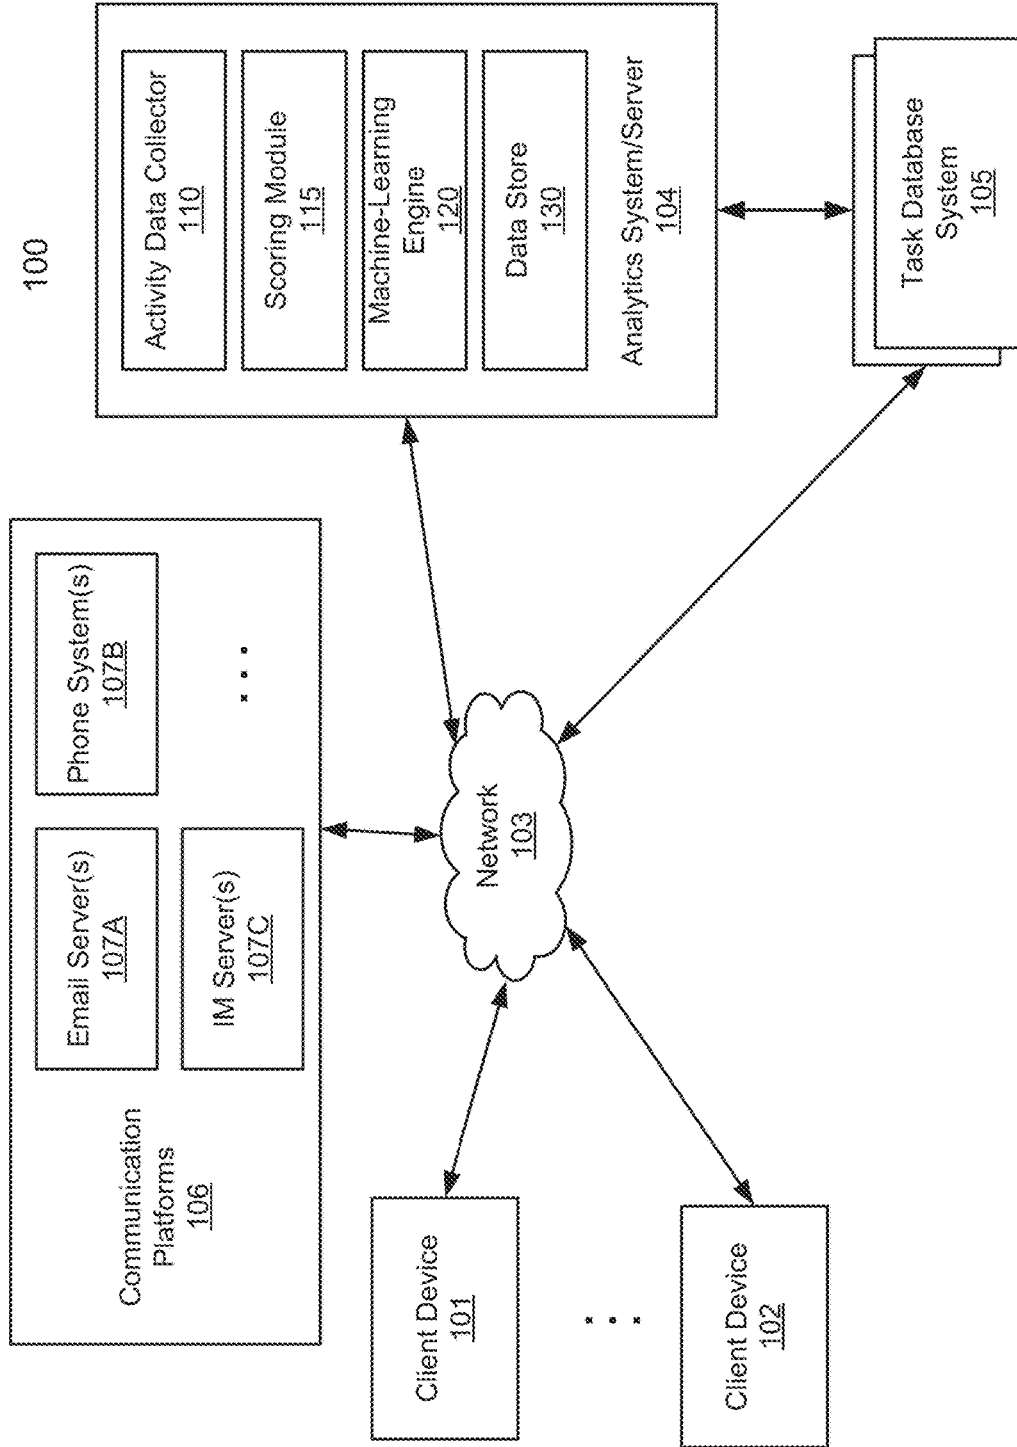 100
Communication
Platforms
106
Email Server(s)
107A
Phone System(s)
107B
IM Server(s)
107C
. . .
Client Device
101
. . .
Client Device
102
Network
103
Activity Data Collector
110
Scoring Module
115
Machine-Learning
Engine
120
Data Store
130
Analytics System/Server
104
Task Database
System
105